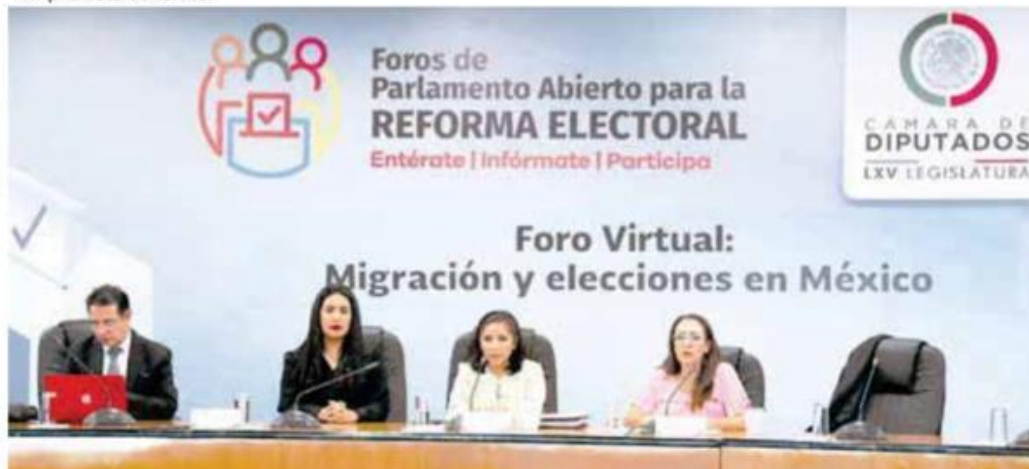 Foros de
Parlamento Abierto para la
REFORMA ELECTORAL
Entérate | Infórmate | Participa
CÁMARA DE
DIPUTADOS
LXV LEGISLATURA
Foro Virtual:
Migración y elecciones en México